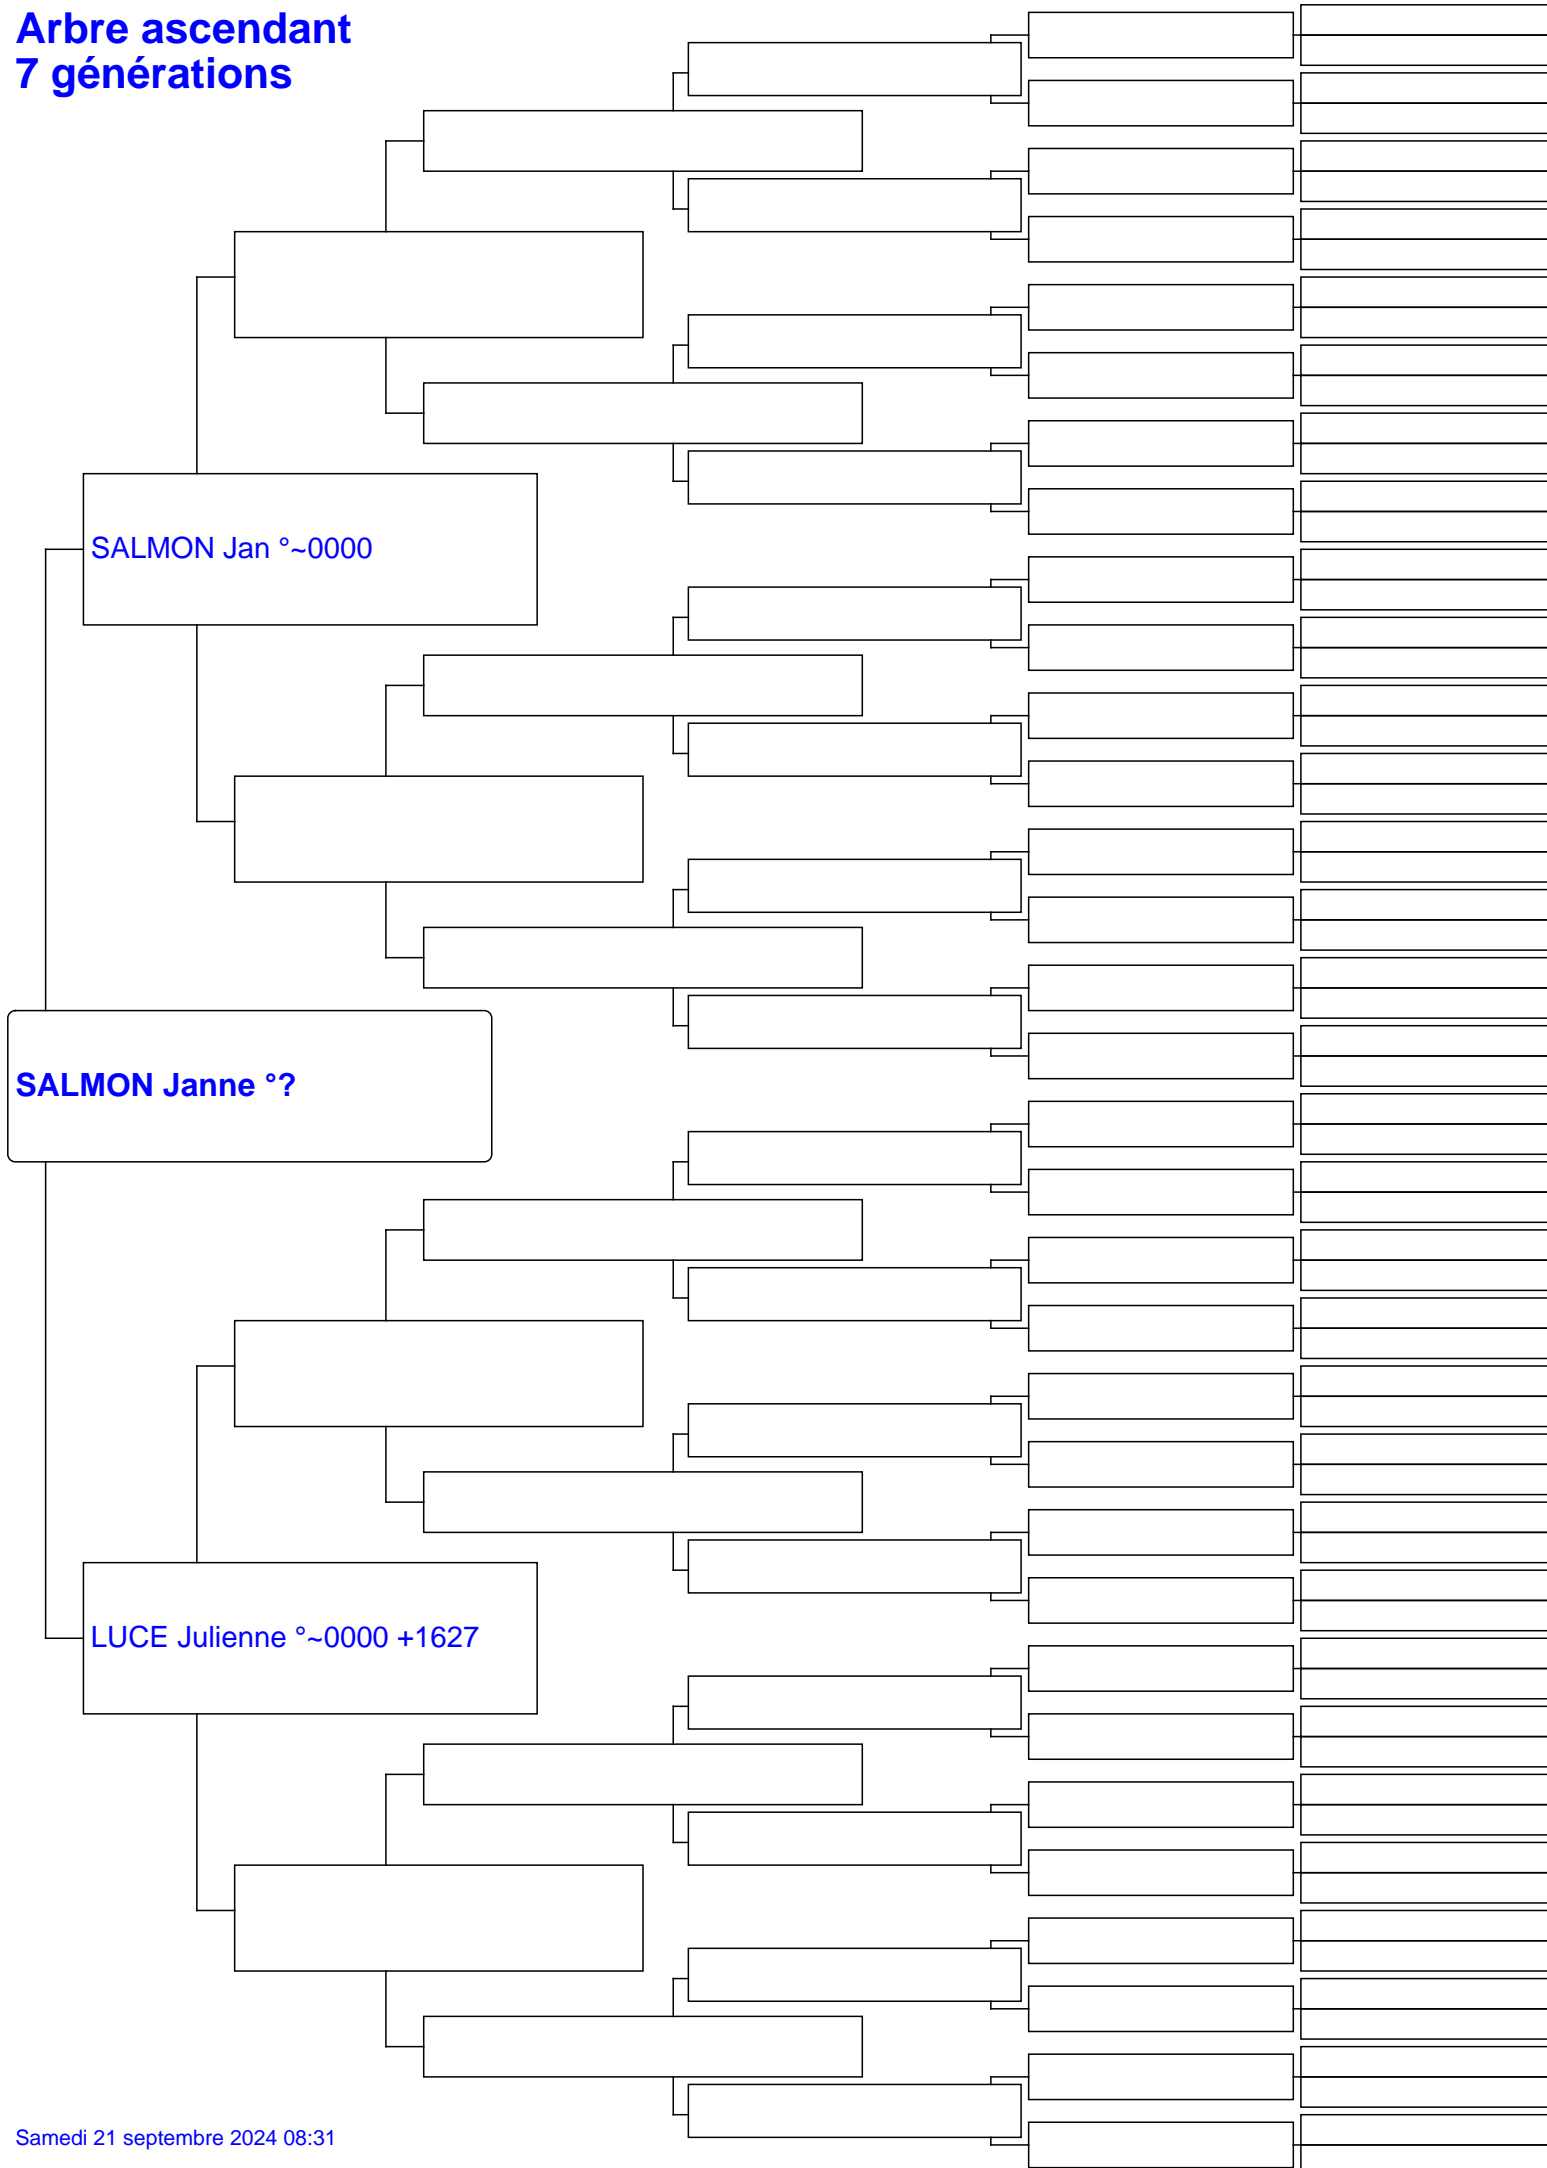 Arbre ascendant
7 générations
SALMON Jan °~0000
SALMON Janne °?
LUCE Julienne °~0000 +1627
Samedi 21 septembre 2024 08:31